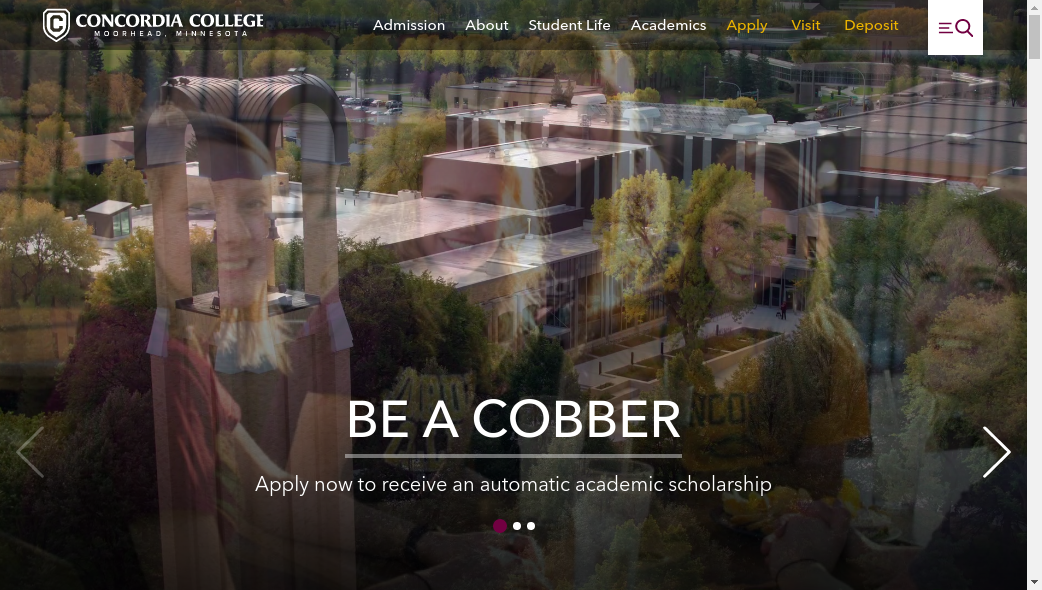 CONCORDIA COLLEGE
MOORHEAD, MINNESOTA
Admission About Student Life Academics Apply Visit Deposit
BE A COBBER
Apply now to receive an automatic academic scholarship